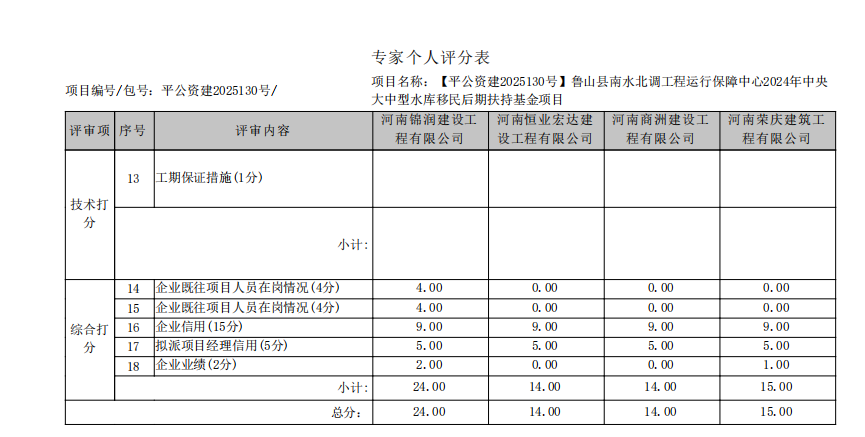 专家个人评分表
项目编号/包号: 平公资建2025130号/
项目名称: 【平公资建2025130号】鲁山县南水北调工程运行保障中心2024年中央
大中型水库移民后期扶持基金项目
评审项 序号 评审内容 河南锦润建设工程有限公司 河南恒业宏达建设工程有限公司 河南商洲建设工程有限公司 河南荣庆建筑工程有限公司
技术打分
13 工期保证措施(1分)
小计:
综合打分
14 企业既往项目人员在岗情况(4分) 4.00 0.00 0.00 0.00
15 企业既往项目人员在岗情况(4分) 4.00 0.00 0.00 0.00
16 企业信用(15分) 9.00 9.00 9.00 9.00
17 拟派项目经理信用(5分) 5.00 5.00 5.00 5.00
18 企业业绩(2分) 2.00 0.00 0.00 1.00
小计: 24.00 14.00 14.00 15.00
总分: 24.00 14.00 14.00 15.00